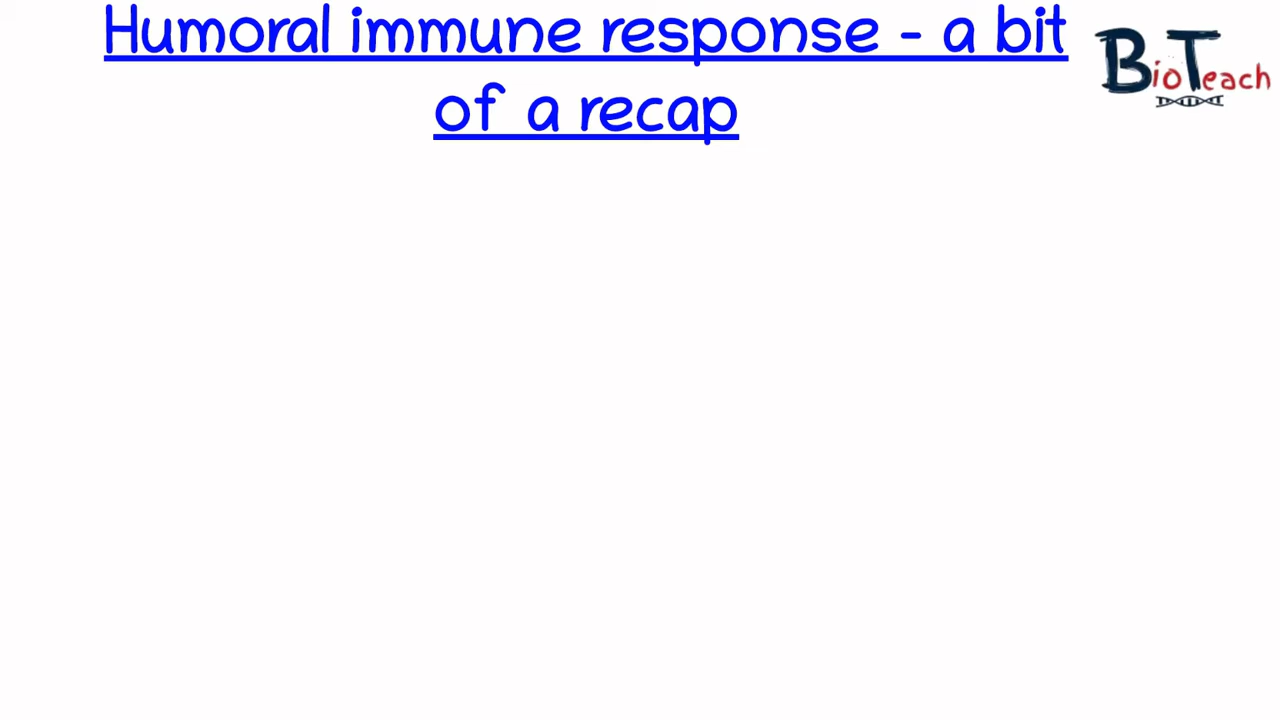 Humoral immune response - a bit
of a recap
BioTeach